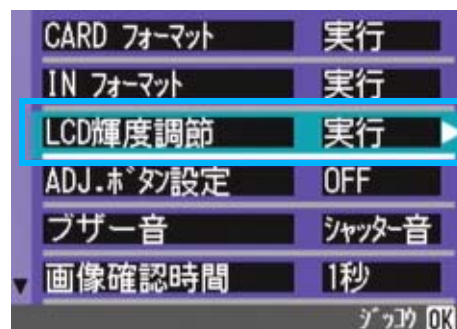 CARD ﾌｫｰﾏｯﾄ 実行
IN ﾌｫｰﾏｯﾄ 実行
LCD輝度調節 実行
ADJ.ﾎﾞﾀﾝ設定 OFF
ブザー音 ｼｬｯﾀｰ音
画像確認時間 1秒
ｼﾞｯｺｳ OK